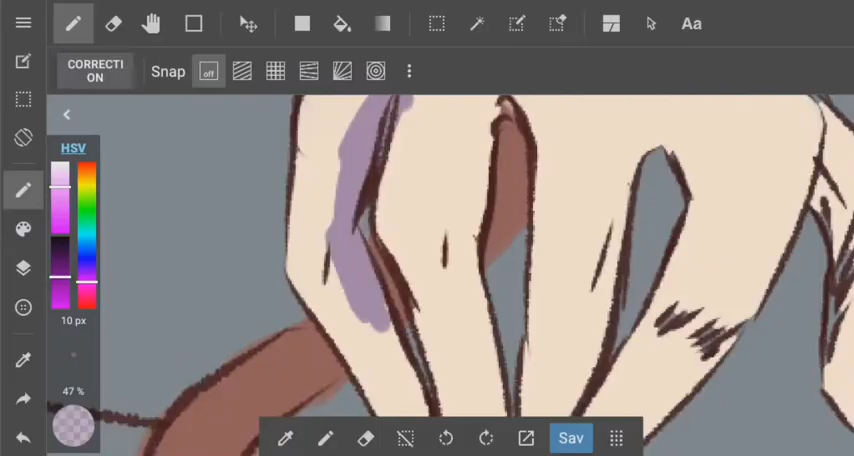 Aa
CORRECTI
ON
Snap
off
HSV
10 px
47 %
Sav